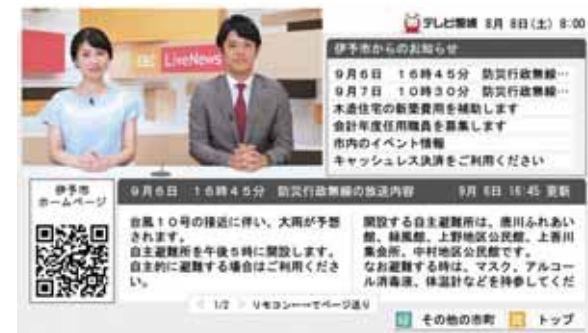 テレビ愛媛 8月 8日(土) 8:00
EBC Live News
伊予市からのお知らせ
9月6日 16時45分 防災行政無線…
9月7日 10時30分 防災行政無線…
木造住宅の新築費用を補助します
会計年度任用職員を募集します
市内のイベント情報
キャッシュレス決済をご利用ください
伊予市
ホームページ
9月6日 16時45分 防災行政無線の放送内容 9月 6日 16:45 更新
台風10号の接近に伴い、大雨が予想
されます。
自主避難所を午後5時に開設します。
自主的に避難する場合はご利用くださ
い。
開設する自主避難所は、鹿川ふれあい
館、緑風館、上野地区公民館、上吾川
集会所、中村地区公民館です。
なお避難する時は、マスク、アルコー
ル消毒液、体温計などを持参してくだ
1/2 リモコン←→でページ送り
緑 その他の市町 黄 トップ